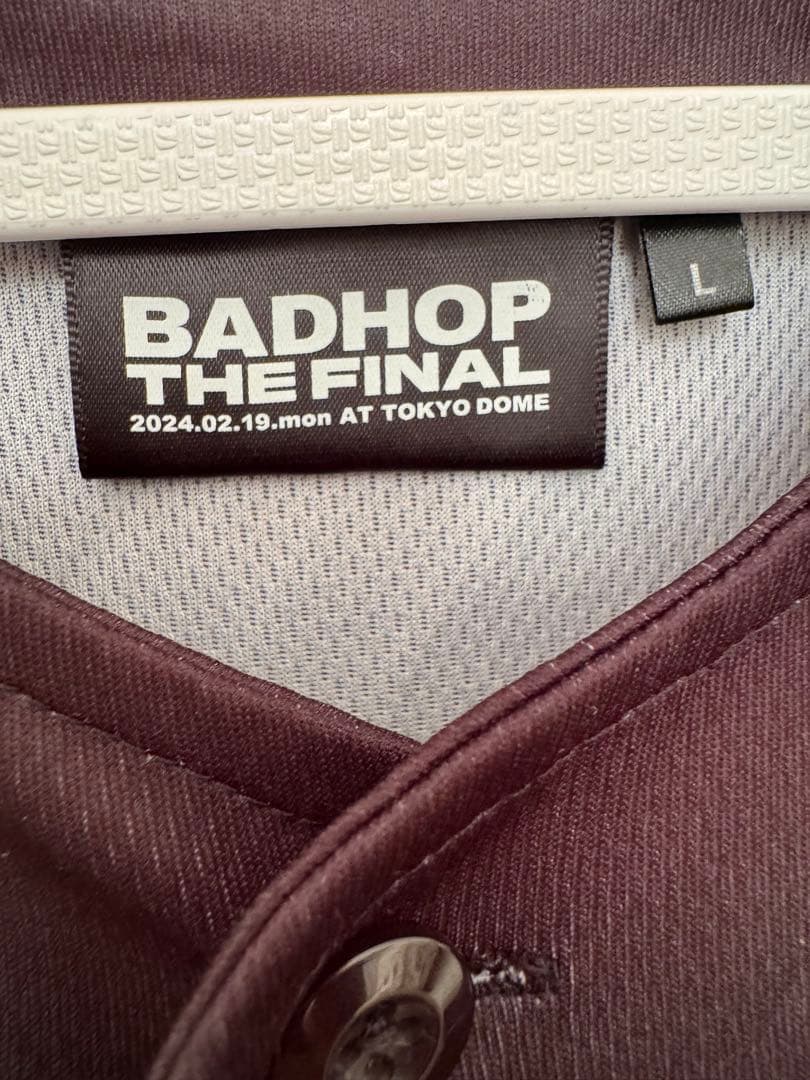 BADHOP
THE FINAL
2024.02.19.mon AT TOKYO DOME
L